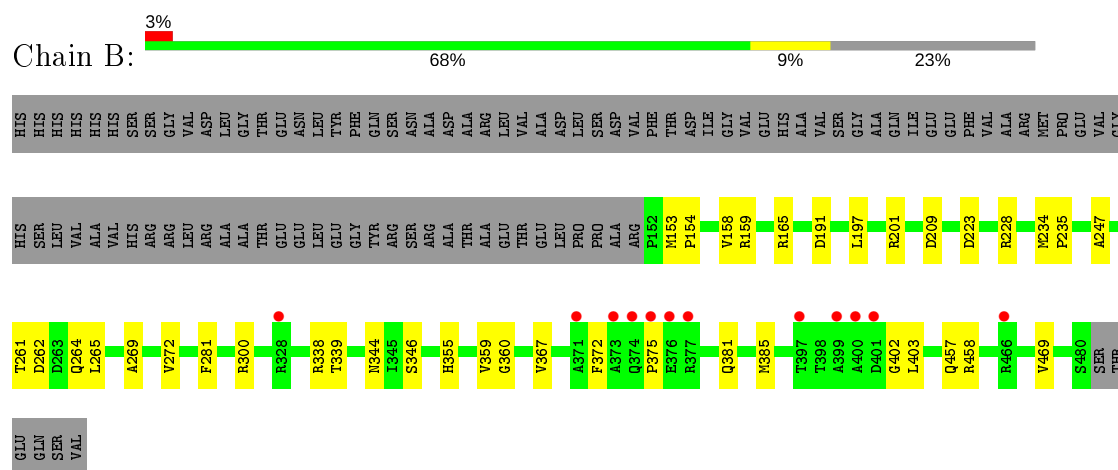 3%
Chain B:
68% 9% 23%
HIS HIS HIS HIS HIS HIS SER SER GLY VAL ASP LEU GLY THR GLU ASN LEU TYR PHE GLN SER ASN ALA ASP ALA ARG LEU VAL ALA ASP LEU SER ASP VAL PHE THR ASP ILE GLY VAL GLU HIS ALA VAL SER GLY ALA GLN ILE GLU GLU PHE VAL ALA ARG MET PRO GLU VAL GLY
HIS SER LEU VAL ALA VAL HIS ARG ARG LEU ARG ALA ALA THR GLU GLU LEU GLU GLY TYR ARG SER ARG ALA THR ALA GLU THR GLU LEU PRO PRO ALA ARG P152 M153 P154 V158 R159 R165 D191 L197 R201 D209 D223 R228 M234 P235 A247
T261 D262 D263 Q264 L265 A269 V272 F281 R300 R328 R338 T339 N344 I345 S346 H355 V359 G360 V367 A371 F372 A373 Q374 P375 E376 R377 Q381 M385 T397 T398 A399 A400 D401 G402 L403 Q457 R458 R466 V469 S480 SER THR
GLU GLN SER VAL